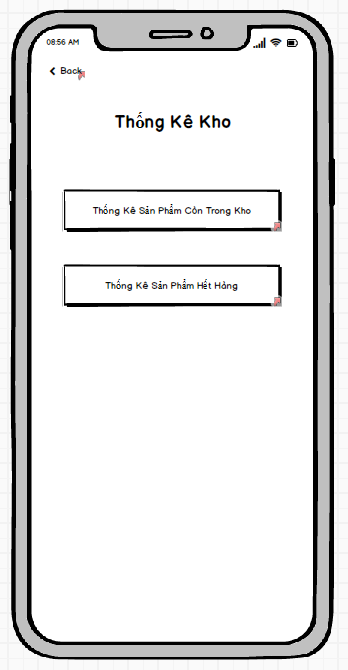 08:56 AM
Back
Thống Kê Kho
Thống Kê Sản Phẩm Còn Trong Kho
Thống Kê Sản Phẩm Hết Hàng